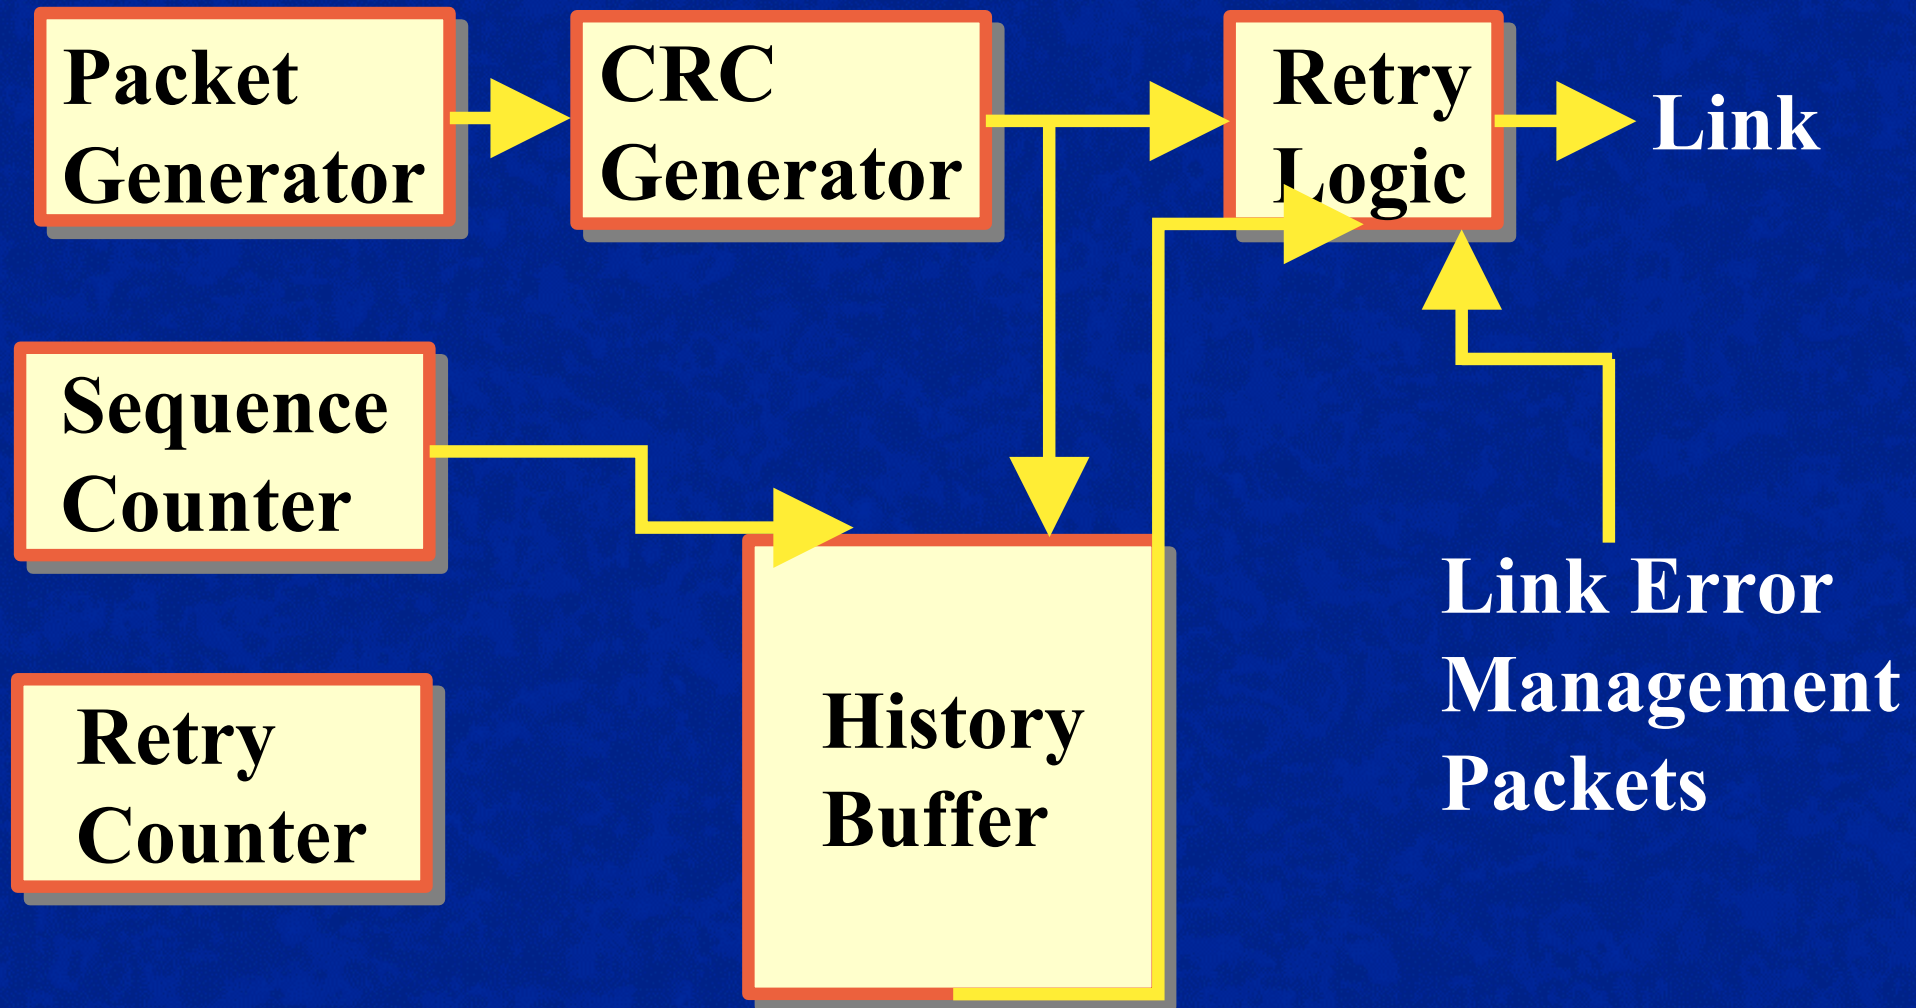 Packet
Generator
CRC
Generator
Retry
Logic
Link
Sequence
Counter
Retry
Counter
History
Buffer
Link Error
Management
Packets